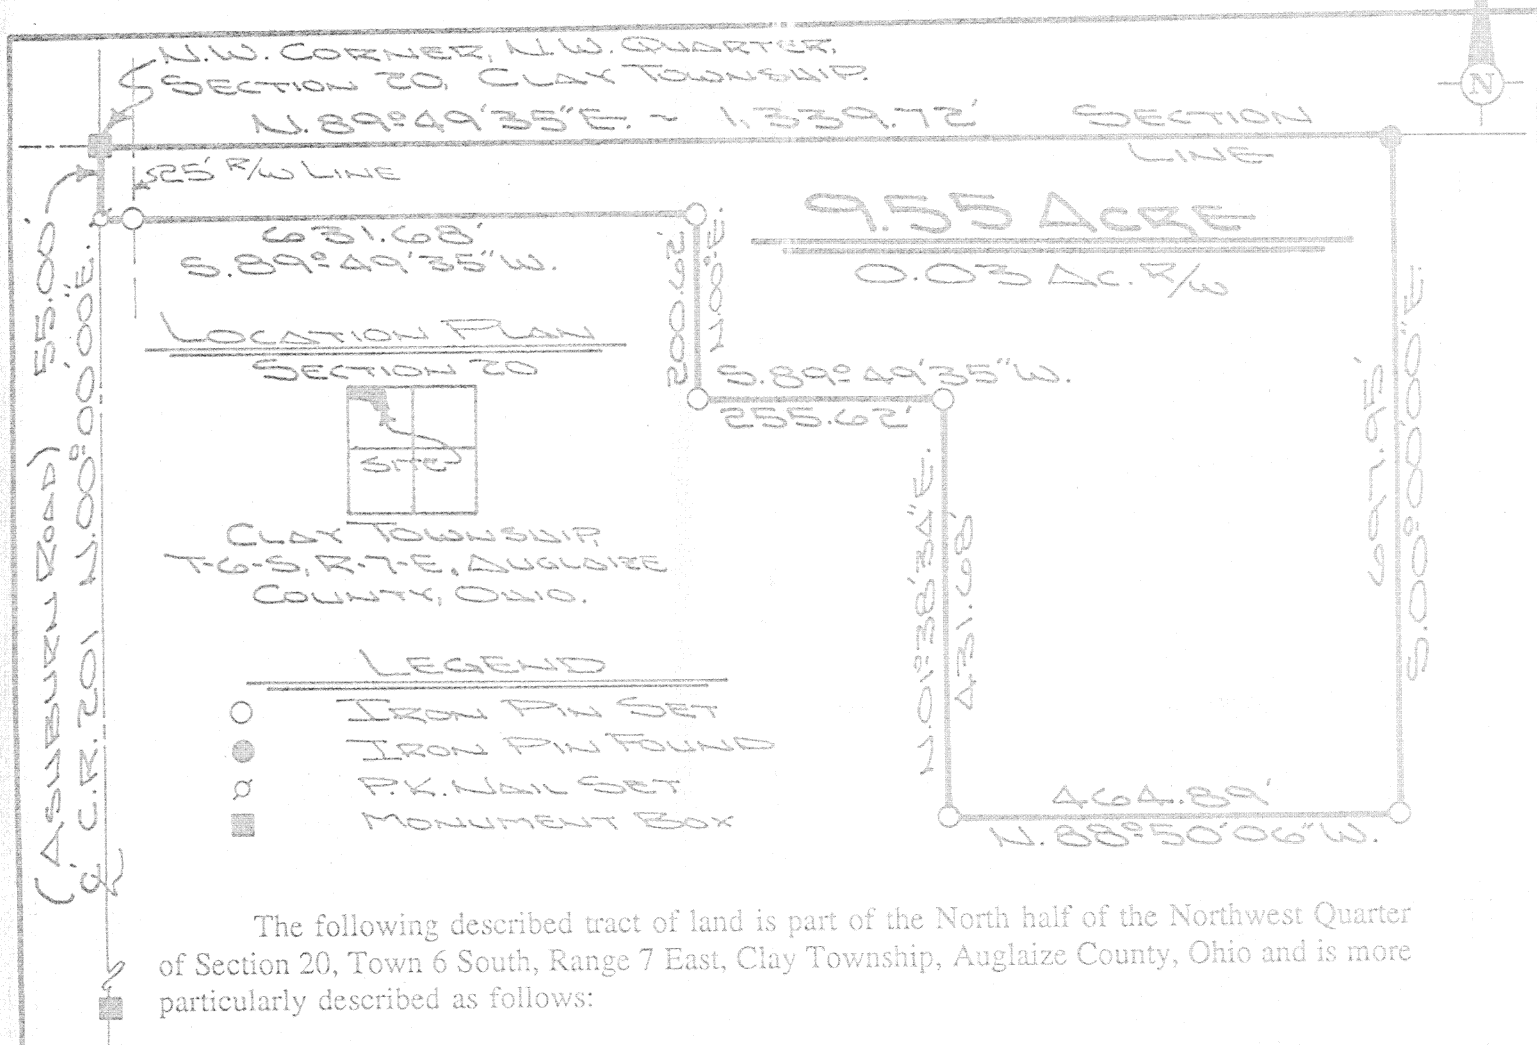 N.W. CORNER, N.W. QUARTER,
SECTION 20, CLAY TOWNSHIP.
N.89°49'35"E. ~ 1,339.72'
SECTION
LINE
25' R/W LINE
9.55 ACRE
0.03 AC. R/W
631.68'
S.89°49'35"W.
55.00'
N.00°00'00"E.
C.R. 201
(ASHBURN ROAD)
LOCATION PLAN
SECTION 20
SITE
CLAY TOWNSHIP,
T-6-S, R-7-E, AUGLAIZE
COUNTY, OHIO.
200.32'
S.89°49'35"W.
255.62'
N.01°38'34"E.
431.98'
697.95'
S.00°00'00"E.
464.89'
N.88°50'06"W.
N
LEGEND
IRON PIN SET
IRON PIN FOUND
P.K. NAIL SET
MONUMENT BOX
The following described tract of land is part of the North half of the Northwest Quarter
of Section 20, Town 6 South, Range 7 East, Clay Township, Auglaize County, Ohio and is more
particularly described as follows: